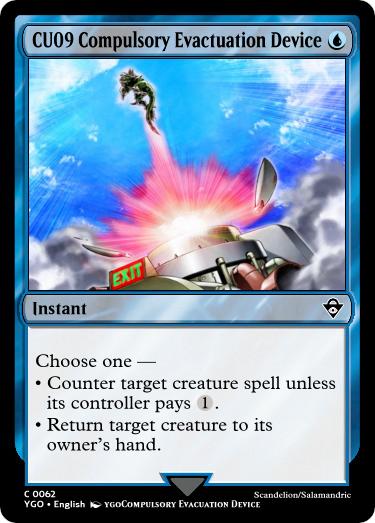 CU09 Compulsory Evactuation Device
EXIT
Instant
Choose one —
• Counter target creature spell unless
its controller pays 1.
• Return target creature to its
owner's hand.
C 0062
YGO • English YGOCOMPULSORY EVACUATION DEVICE
Scandelion/Salamandric